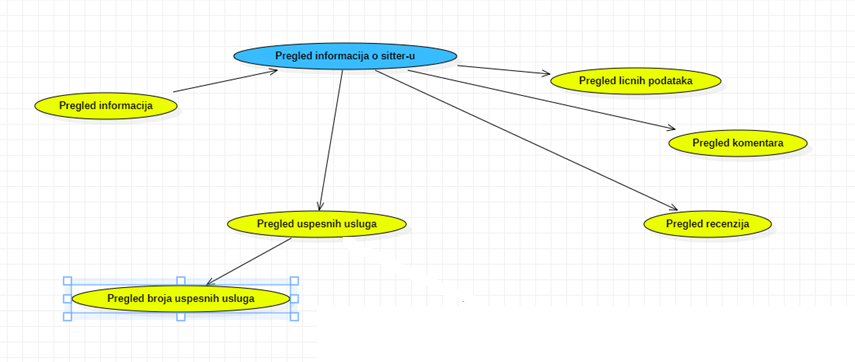 Pregled informacija o sitter-u
Pregled licnih podataka
Pregled informacija
Pregled komentara
Pregled uspesnih usluga
Pregled recenzija
Pregled broja uspesnih usluga